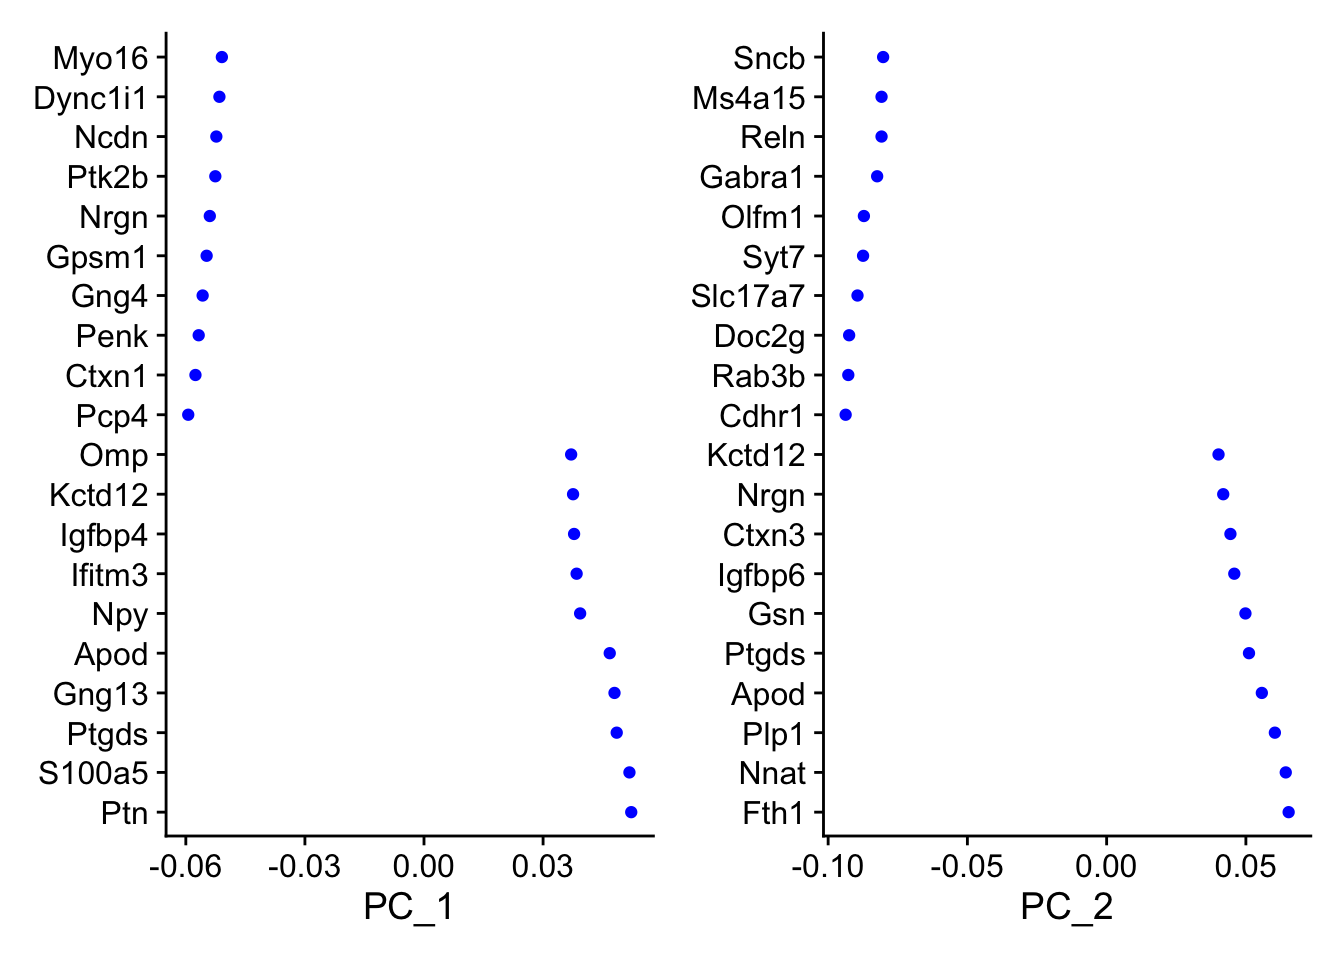 Myo16
Dync1i1
Ncdn
Ptk2b
Nrgn
Gpsm1
Gng4
Penk
Ctxn1
Pcp4
Omp
Kctd12
Igfbp4
Ifitm3
Npy
Apod
Gng13
Ptgds
S100a5
Ptn
-0.06 -0.03 0.00 0.03
PC_1
Sncb
Ms4a15
Reln
Gabra1
Olfm1
Syt7
Slc17a7
Doc2g
Rab3b
Cdhr1
Kctd12
Nrgn
Ctxn3
Igfbp6
Gsn
Ptgds
Apod
Plp1
Nnat
Fth1
-0.10 -0.05 0.00 0.05
PC_2